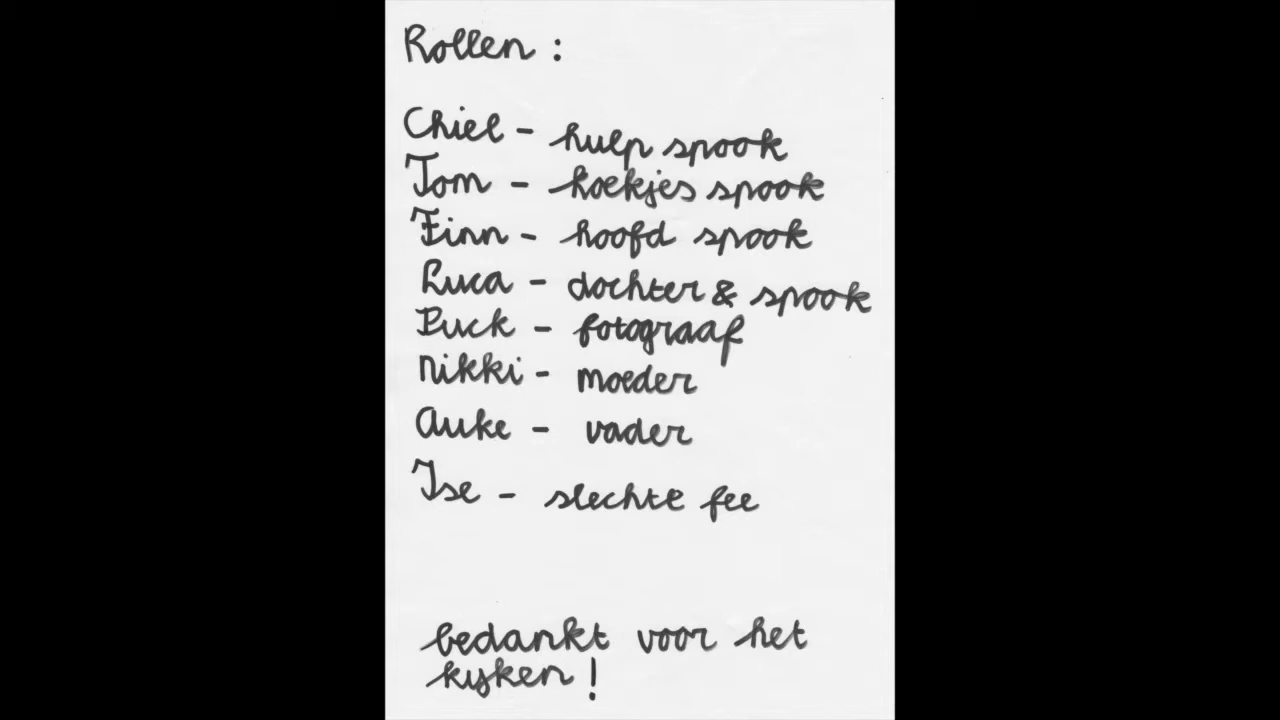 Rollen :
Chiel - hulp spook
Tom - koekjes spook
Finn - hoofd spook
Luca - dochter & spook
Puck - fotograaf
Nikki - moeder
Auke - vader
Ise - slechte fee
bedankt voor het
kijken !